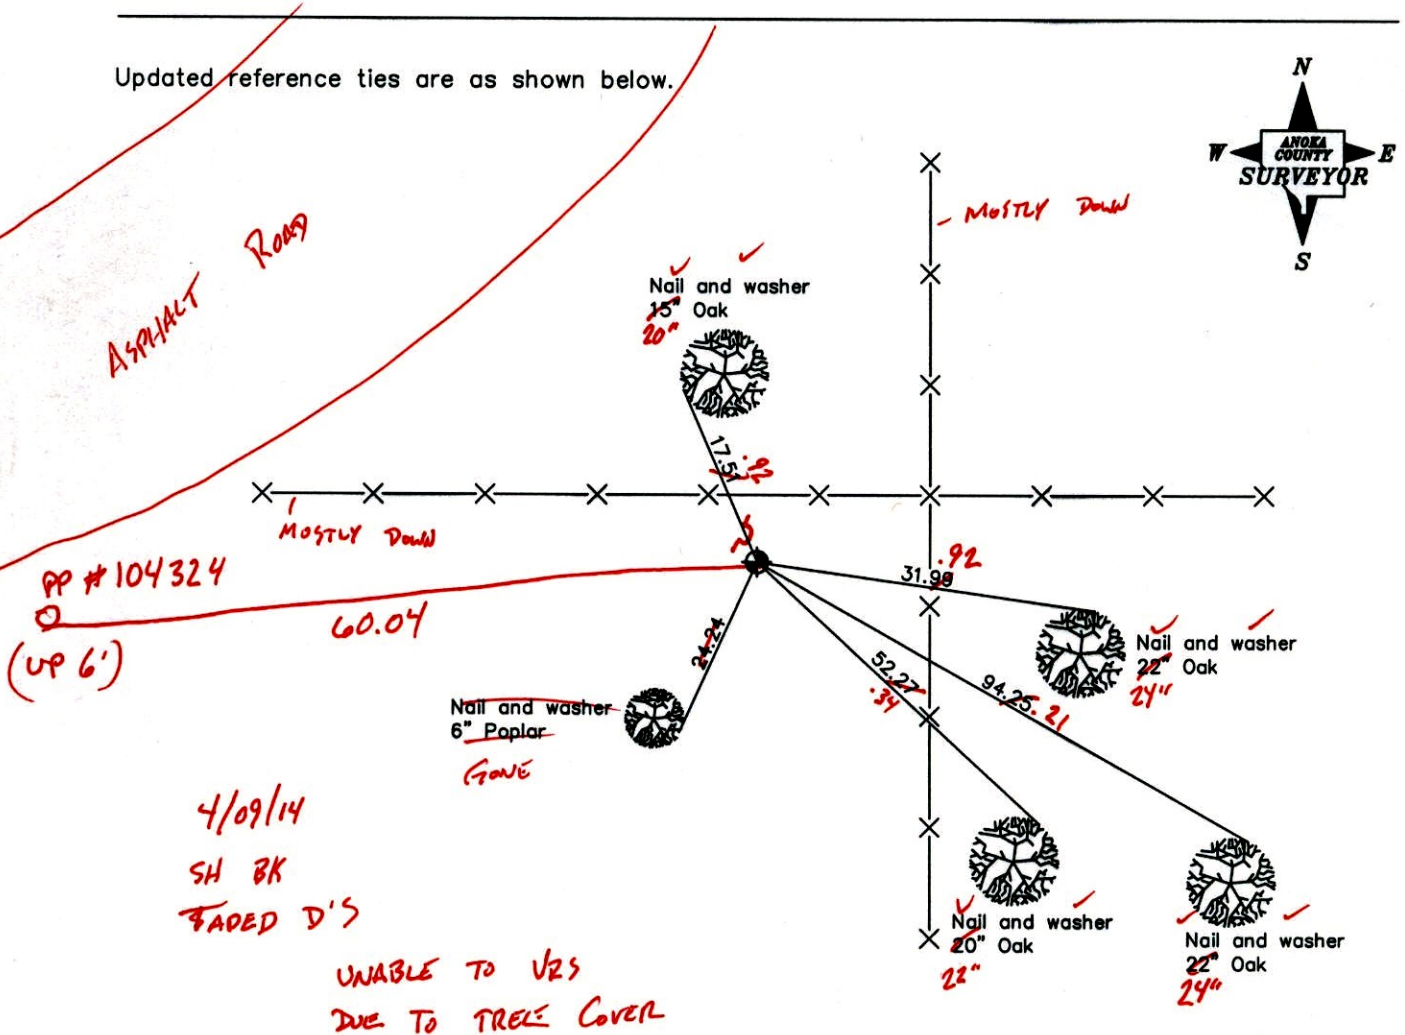 Updated reference ties are as shown below.
N
W
ANOKA
COUNTY
E
SURVEYOR
S
MOSTLY DOWN
ASPHALT ROAD
Nail and washer
15" Oak
20"
17.51
.92
MOSTLY DOWN
PP #104324
60.04
(UP 6')
.92
31.99
Nail and washer
22" Oak
24"
24.24
52.27
.34
94.25
.21
Nail and washer
6" Poplar
GONE
4/09/14
SH BK
TAPED D'S
Nail and washer
20" Oak
22"
Nail and washer
22" Oak
24"
UNABLE TO VRS
DUE TO TREE COVER